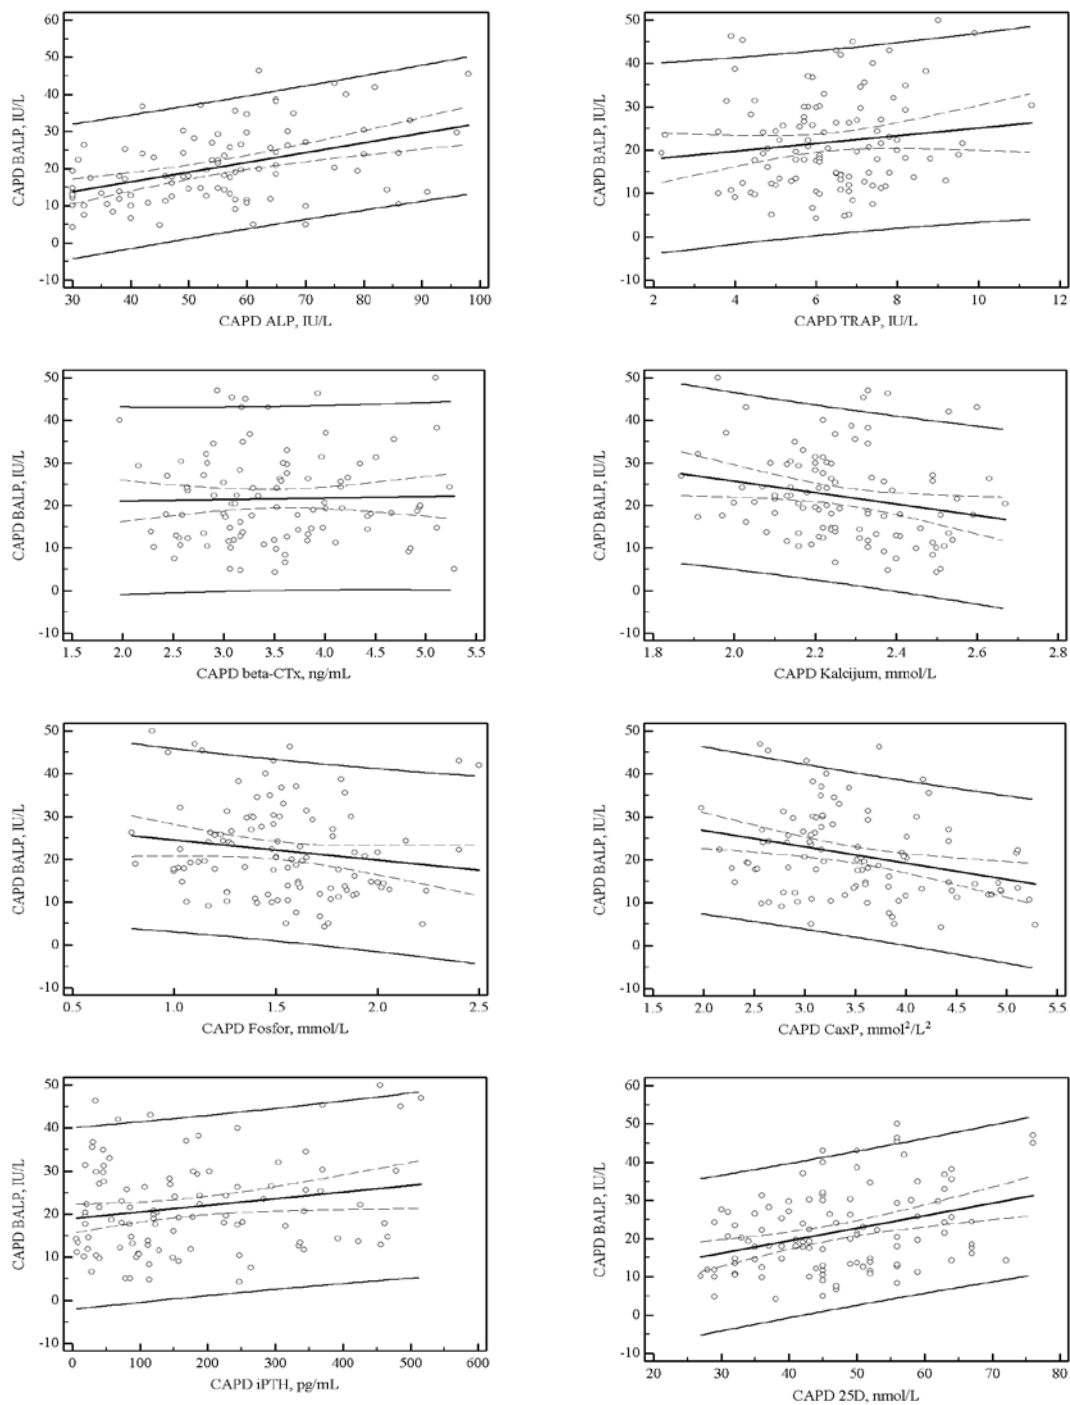 60
50
40
30
20
10
0
-10
CAPD BALP, IU/L
30 40 50 60 70 80 90 100
CAPD ALP, IU/L
50
40
30
20
10
0
-10
CAPD BALP, IU/L
2 4 6 8 10 12
CAPD TRAP, IU/L
50
40
30
20
10
0
-10
CAPD BALP, IU/L
1.5 2.0 2.5 3.0 3.5 4.0 4.5 5.0 5.5
CAPD beta-CTx, ng/mL
50
40
30
20
10
0
-10
CAPD BALP, IU/L
1.8 2.0 2.2 2.4 2.6 2.8
CAPD Kalcijum, mmol/L
50
40
30
20
10
0
-10
CAPD BALP, IU/L
0.5 1.0 1.5 2.0 2.5
CAPD Fosfor, mmol/L
50
40
30
20
10
0
-10
CAPD BALP, IU/L
1.5 2.0 2.5 3.0 3.5 4.0 4.5 5.0 5.5
CAPD CaxP, mmol²/L²
50
40
30
20
10
0
-10
CAPD BALP, IU/L
0 100 200 300 400 500 600
CAPD iPTH, pg/mL
60
50
40
30
20
10
0
-10
CAPD BALP, IU/L
20 30 40 50 60 70 80
CAPD 25D, nmol/L